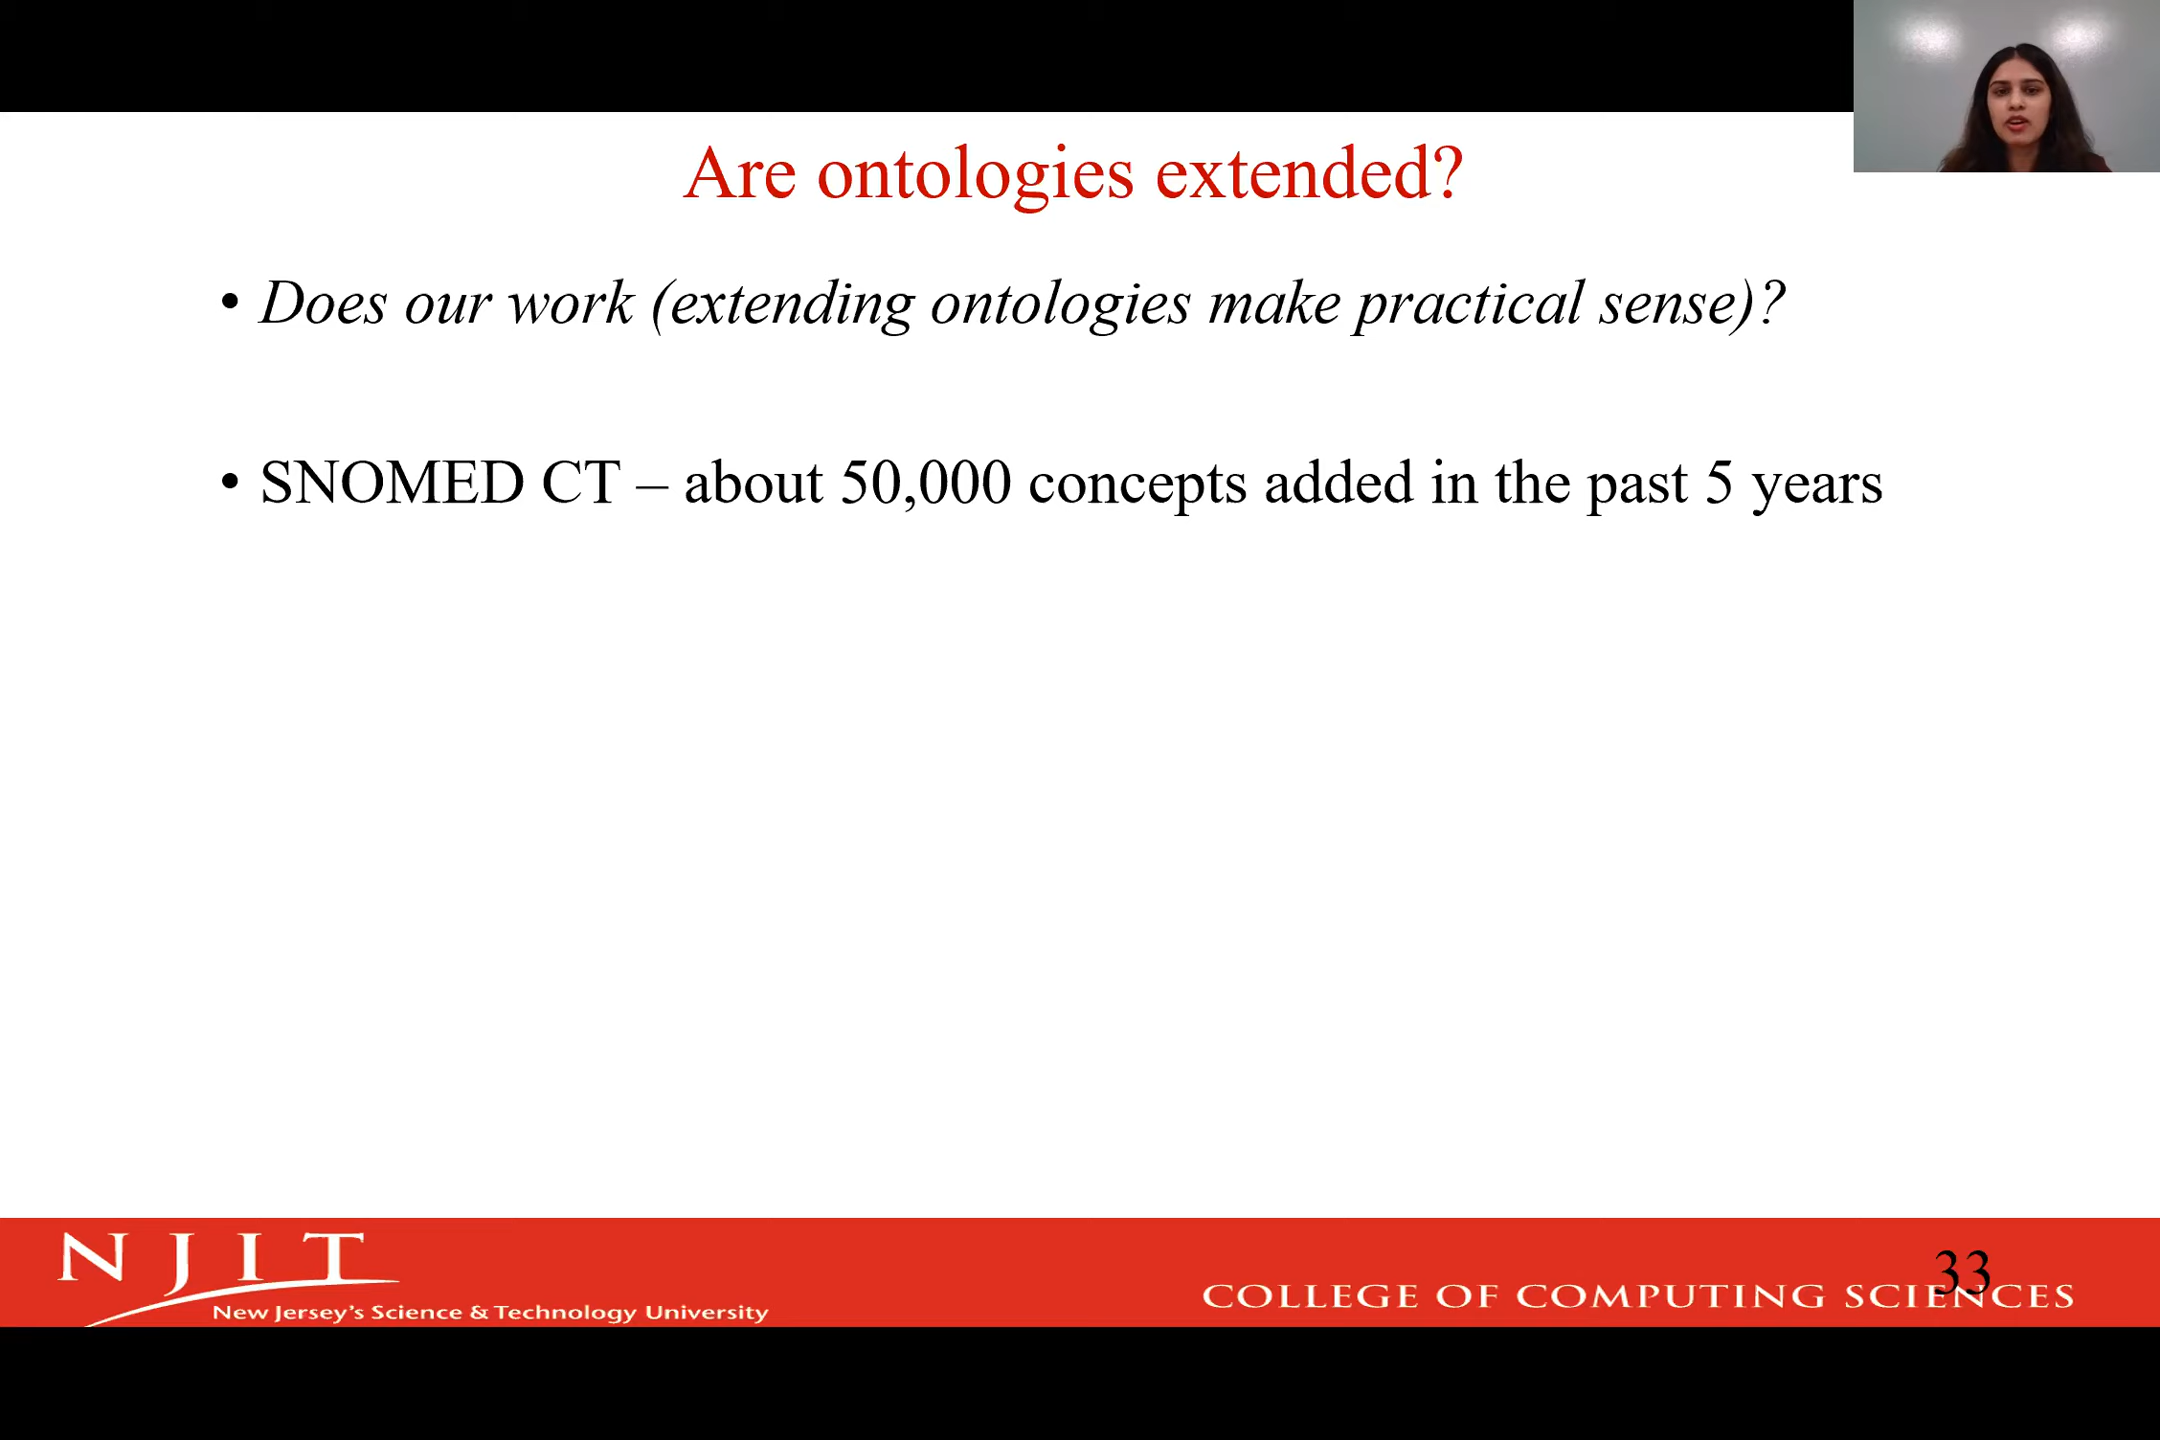 Are ontologies extended?
• Does our work (extending ontologies make practical sense)?
• SNOMED CT – about 50,000 concepts added in the past 5 years
NJIT
New Jersey's Science & Technology University
COLLEGE OF COMPUTING SCIENCES
33